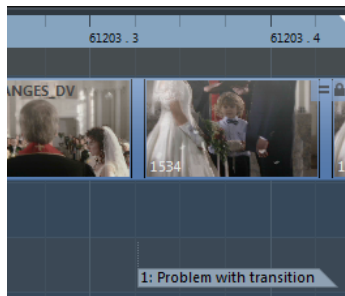 61203 . 3
61203 . 4
ANGES_DV
1534
1: Problem with transition